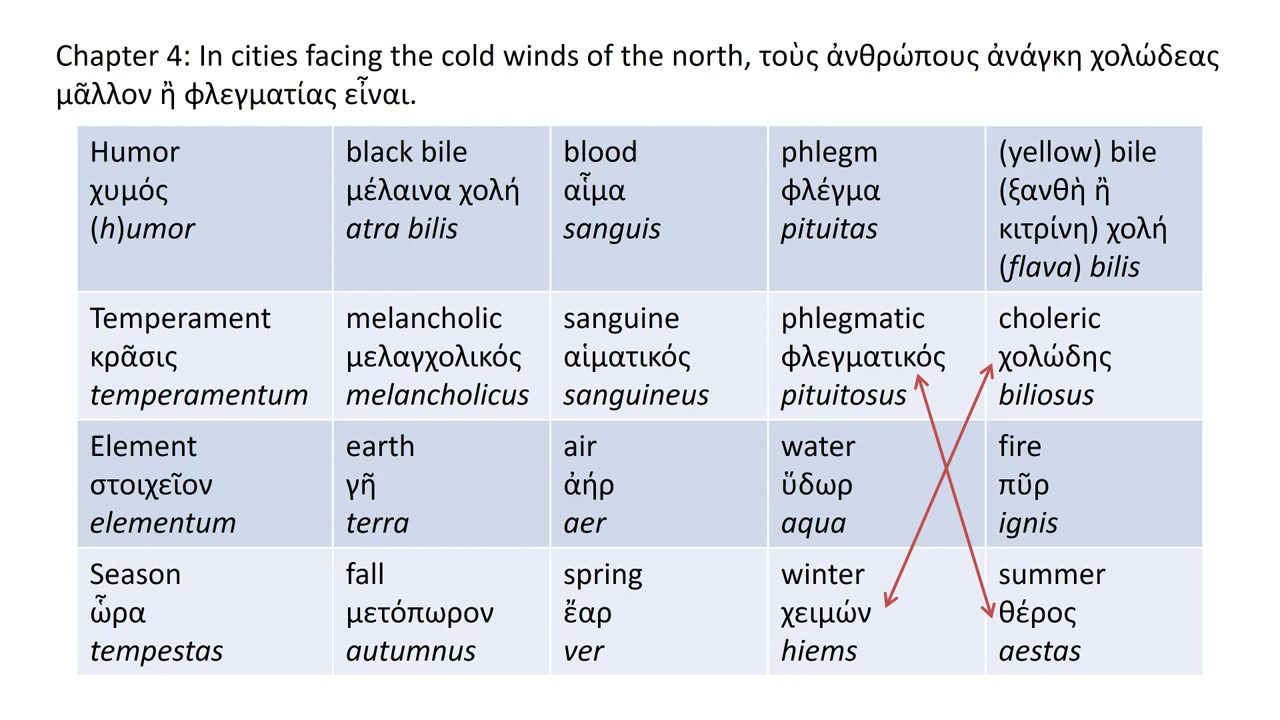 Chapter 4: In cities facing the cold winds of the north, τοὺς ἀνθρώπους ἀνάγκη χολώδεας
μᾶλλον ἢ φλεγματίας εἶναι.
Humor
χυμός
(h)umor
black bile
μέλαινα χολή
atra bilis
blood
αἷμα
sanguis
phlegm
φλέγμα
pituitas
(yellow) bile
(ξανθὴ ἢ
κιτρίνη) χολή
(flava) bilis
Temperament
κρᾶσις
temperamentum
melancholic
μελαγχολικός
melancholicus
sanguine
αἱματικός
sanguineus
phlegmatic
φλεγματικός
pituitosus
choleric
χολώδης
biliosus
Element
στοιχεῖον
elementum
earth
γῆ
terra
air
ἀήρ
aer
water
ὕδωρ
aqua
fire
πῦρ
ignis
Season
ὧρα
tempestas
fall
μετόπωρον
autumnus
spring
ἔαρ
ver
winter
χειμών
hiems
summer
θέρος
aestas